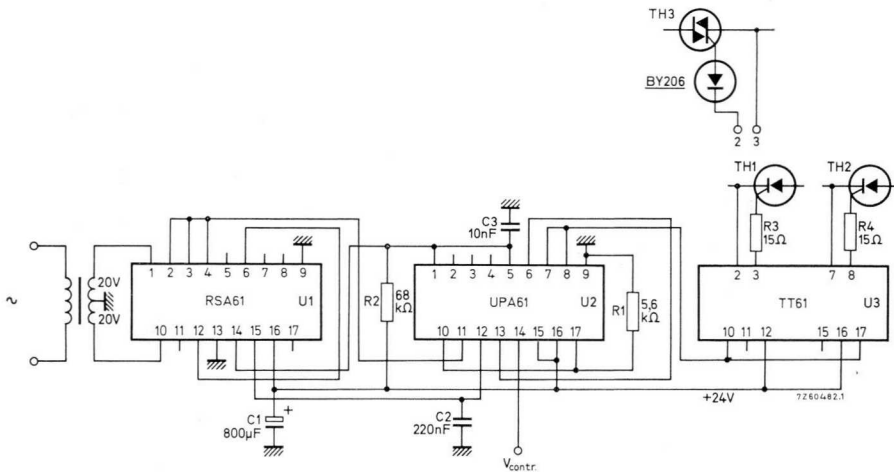 TH3
BY206
2 3
TH1 TH2
R3
15Ω
R4
15Ω
C3
10nF
20V
20V
~
1 2 3 4 5 6 7 8 9
RSA61 U1
10 11 12 13 14 15 16 17
R2 68
kΩ
1 2 3 4 5 6 7 8 9
UPA61 U2
10 11 12 13 14 15 16 17
R1 5,6
kΩ
2 3 7 8
TT61 U3
10 11 12 15 16 17
+24V
7Z60482.1
C1 +
800µF
C2
220nF
Vcontr.